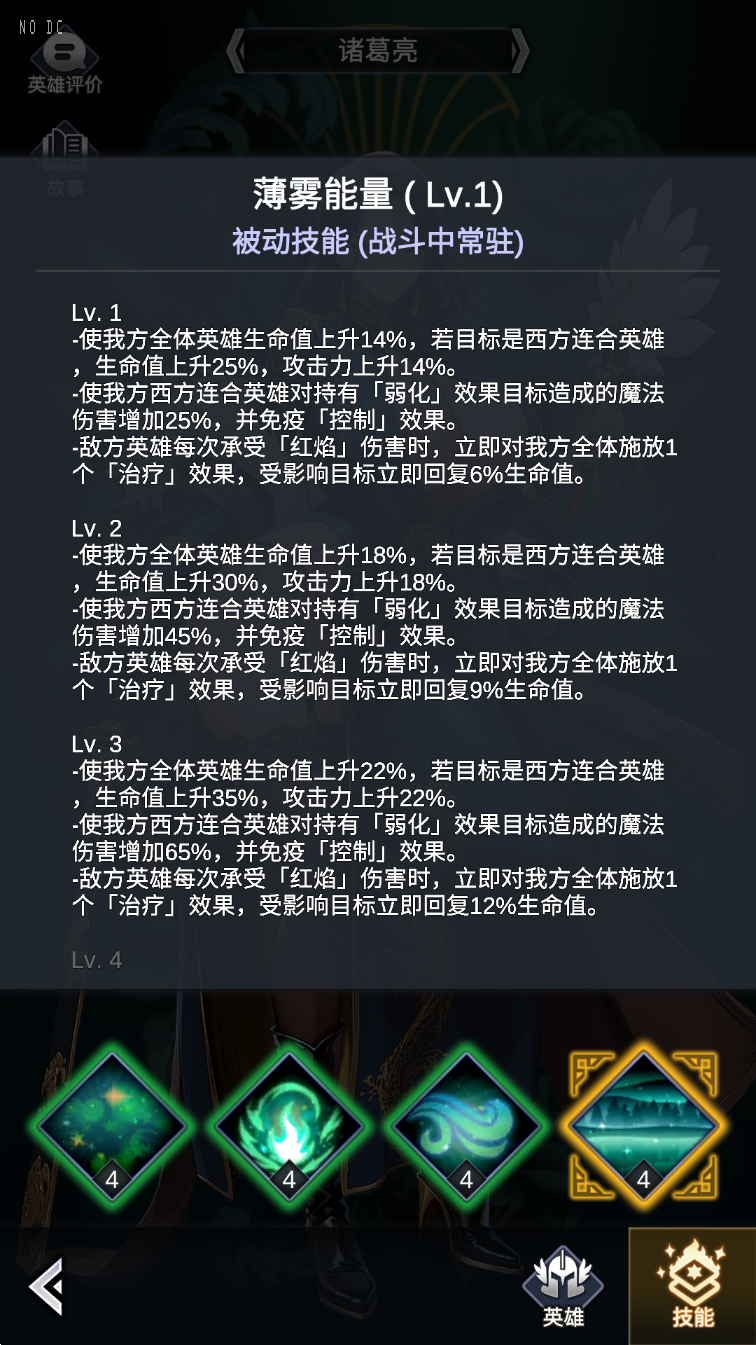 NO DC
诸葛亮
英雄评价
故事
薄雾能量 ( Lv.1)
被动技能 (战斗中常驻)
Lv. 1
-使我方全体英雄生命值上升14%，若目标是西方连合英雄
，生命值上升25%，攻击力上升14%。
-使我方西方连合英雄对持有「弱化」效果目标造成的魔法
伤害增加25%，并免疫「控制」效果。
-敌方英雄每次承受「红焰」伤害时，立即对我方全体施放1
个「治疗」效果，受影响目标立即回复6%生命值。
Lv. 2
-使我方全体英雄生命值上升18%，若目标是西方连合英雄
，生命值上升30%，攻击力上升18%。
-使我方西方连合英雄对持有「弱化」效果目标造成的魔法
伤害增加45%，并免疫「控制」效果。
-敌方英雄每次承受「红焰」伤害时，立即对我方全体施放1
个「治疗」效果，受影响目标立即回复9%生命值。
Lv. 3
-使我方全体英雄生命值上升22%，若目标是西方连合英雄
，生命值上升35%，攻击力上升22%。
-使我方西方连合英雄对持有「弱化」效果目标造成的魔法
伤害增加65%，并免疫「控制」效果。
-敌方英雄每次承受「红焰」伤害时，立即对我方全体施放1
个「治疗」效果，受影响目标立即回复12%生命值。
Lv. 4
4 4 4 4
英雄 技能